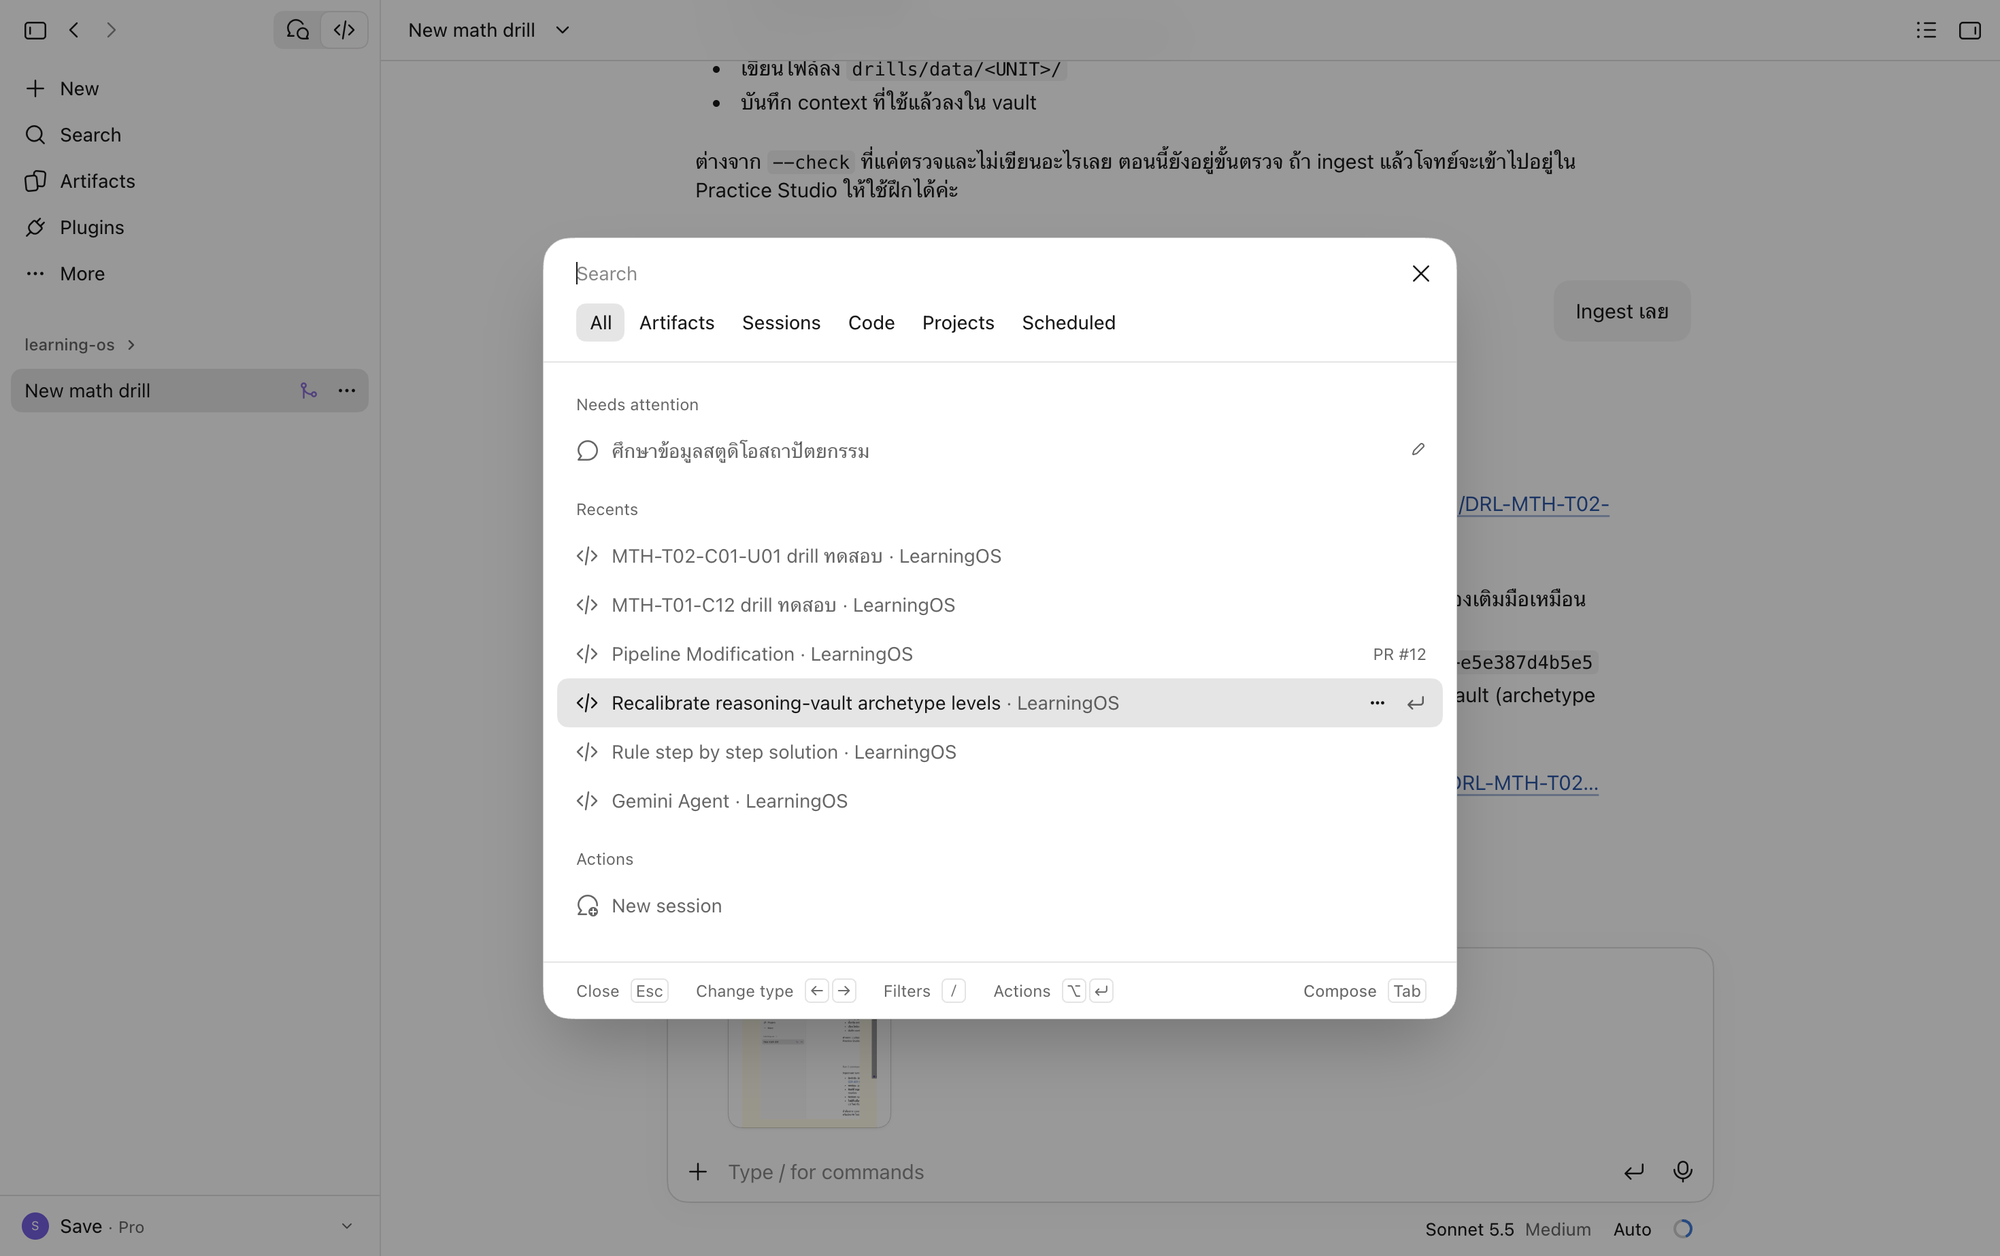 New math drill
New
Search
Artifacts
Plugins
More
learning-os
New math drill
Save · Pro
เขียนไฟล์ลง drills/data/<UNIT>/
บันทึก context ที่ใช้แล้วลงใน vault
ต่างจาก --check ที่แค่ตรวจและไม่เขียนอะไรเลย ตอนนี้ยังอยู่ขั้นตรวจ ถ้า ingest แล้วโจทย์จะเข้าไปอยู่ใน
Practice Studio ให้ใช้ฝึกได้ค่ะ
Ingest เลย
/DRL-MTH-T02-
องเติมมือเหมือน
e5e387d4b5e5
ault (archetype
DRL-MTH-T02...
Search
All Artifacts Sessions Code Projects Scheduled
Needs attention
ศึกษาข้อมูลสตูดิโอสถาปัตยกรรม
Recents
MTH-T02-C01-U01 drill ทดสอบ · LearningOS
MTH-T01-C12 drill ทดสอบ · LearningOS
Pipeline Modification · LearningOS PR #12
Recalibrate reasoning-vault archetype levels · LearningOS
Rule step by step solution · LearningOS
Gemini Agent · LearningOS
Actions
New session
Close Esc Change type ← → Filters / Actions ⌥ ↵ Compose Tab
Type / for commands
Sonnet 5.5 Medium Auto